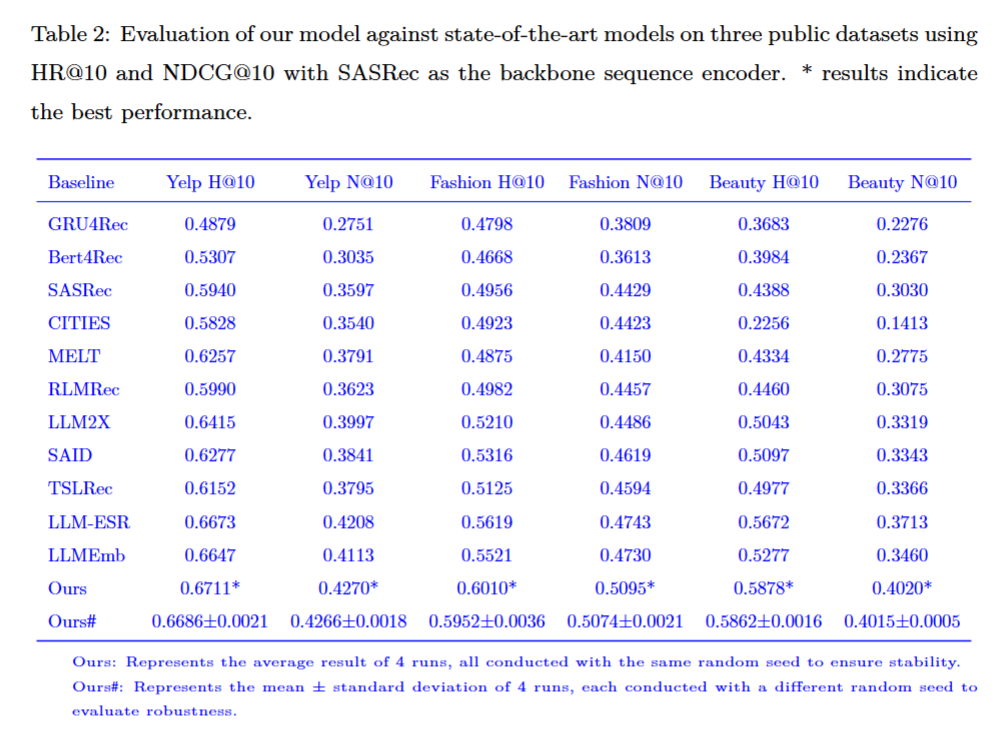 Table 2: Evaluation of our model against state-of-the-art models on three public datasets using
HR@10 and NDCG@10 with SASRec as the backbone sequence encoder. * results indicate
the best performance.
Baseline Yelp H@10 Yelp N@10 Fashion H@10 Fashion N@10 Beauty H@10 Beauty N@10
GRU4Rec 0.4879 0.2751 0.4798 0.3809 0.3683 0.2276
Bert4Rec 0.5307 0.3035 0.4668 0.3613 0.3984 0.2367
SASRec 0.5940 0.3597 0.4956 0.4429 0.4388 0.3030
CITIES 0.5828 0.3540 0.4923 0.4423 0.2256 0.1413
MELT 0.6257 0.3791 0.4875 0.4150 0.4334 0.2775
RLMRec 0.5990 0.3623 0.4982 0.4457 0.4460 0.3075
LLM2X 0.6415 0.3997 0.5210 0.4486 0.5043 0.3319
SAID 0.6277 0.3841 0.5316 0.4619 0.5097 0.3343
TSLRec 0.6152 0.3795 0.5125 0.4594 0.4977 0.3366
LLM-ESR 0.6673 0.4208 0.5619 0.4743 0.5672 0.3713
LLMEmb 0.6647 0.4113 0.5521 0.4730 0.5277 0.3460
Ours 0.6711* 0.4270* 0.6010* 0.5095* 0.5878* 0.4020*
Ours# 0.6686±0.0021 0.4266±0.0018 0.5952±0.0036 0.5074±0.0021 0.5862±0.0016 0.4015±0.0005
Ours: Represents the average result of 4 runs, all conducted with the same random seed to ensure stability.
Ours#: Represents the mean ± standard deviation of 4 runs, each conducted with a different random seed to
evaluate robustness.